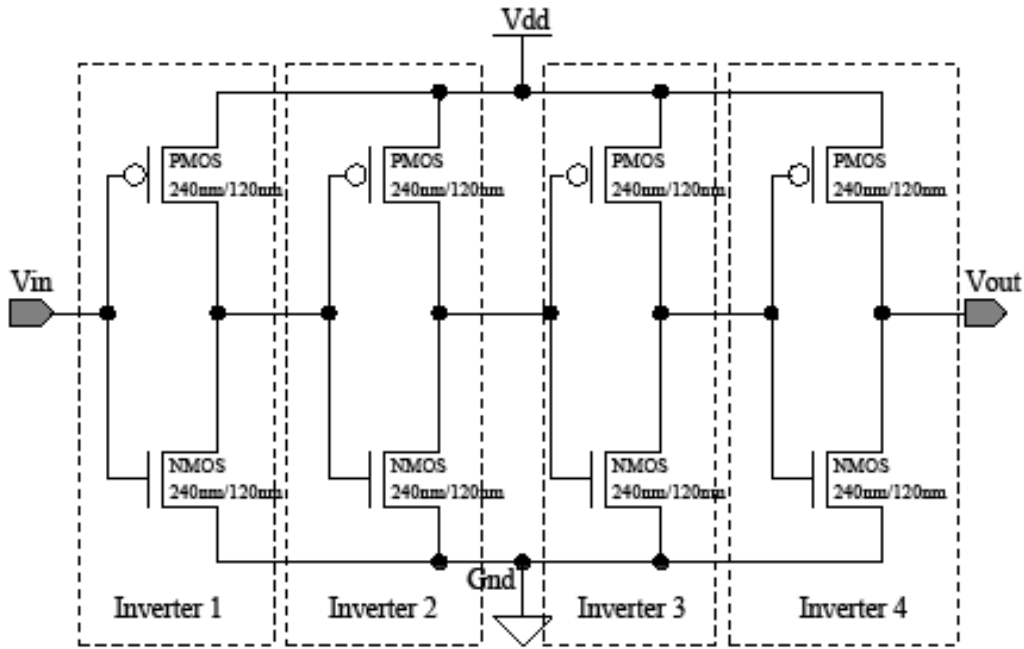 Vdd
PMOS
240nm/120nm
PMOS
240nm/120nm
PMOS
240nm/120nm
PMOS
240nm/120nm
Vin
Vout
NMOS
240nm/120nm
NMOS
240nm/120nm
NMOS
240nm/120nm
NMOS
240nm/120nm
Gnd
Inverter 1
Inverter 2
Inverter 3
Inverter 4